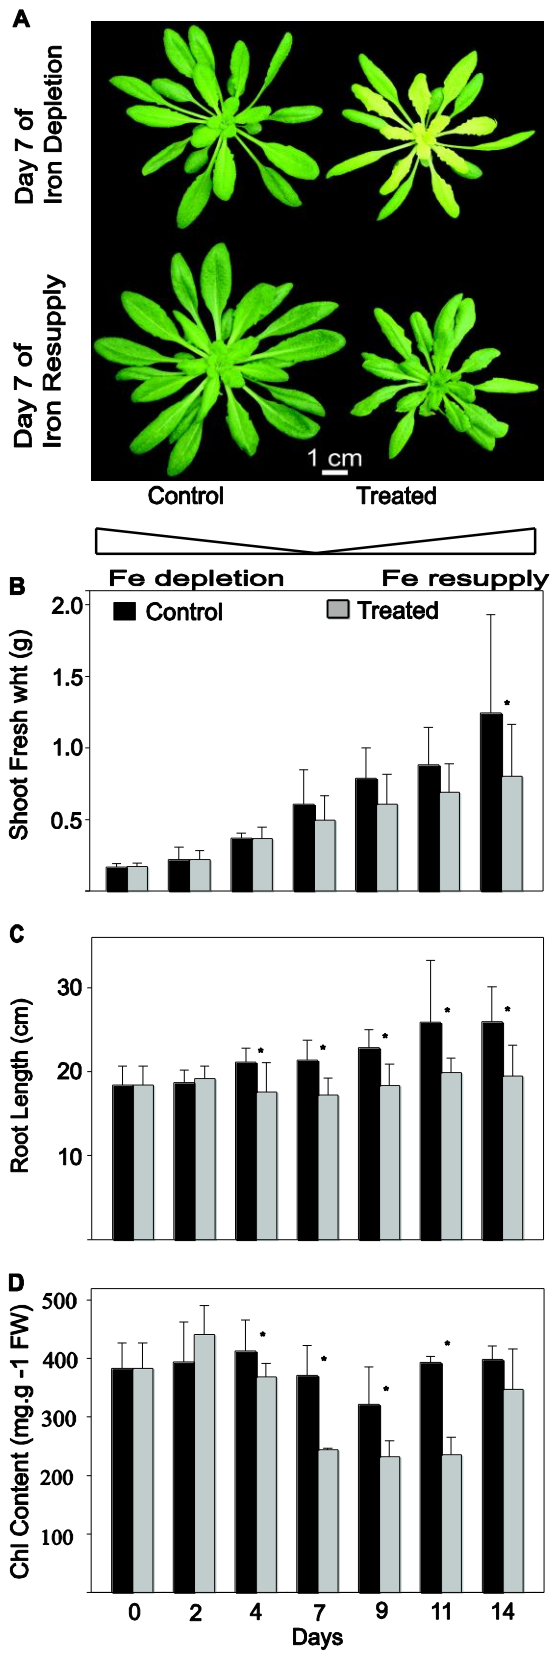 A
Day 7 of
Iron Depletion
Day 7 of
Iron Resupply
1 cm
Control
Treated
Fe depletion
Fe resupply
B
Shoot Fresh wht (g)
Control
Treated
2.0
1.5
1.0
0.5
*
C
Root Length (cm)
30
20
10
* * * * *
D
Chl Content (mg.g -1 FW)
500
400
300
200
100
* * * *
0 2 4 7 9 11 14
Days